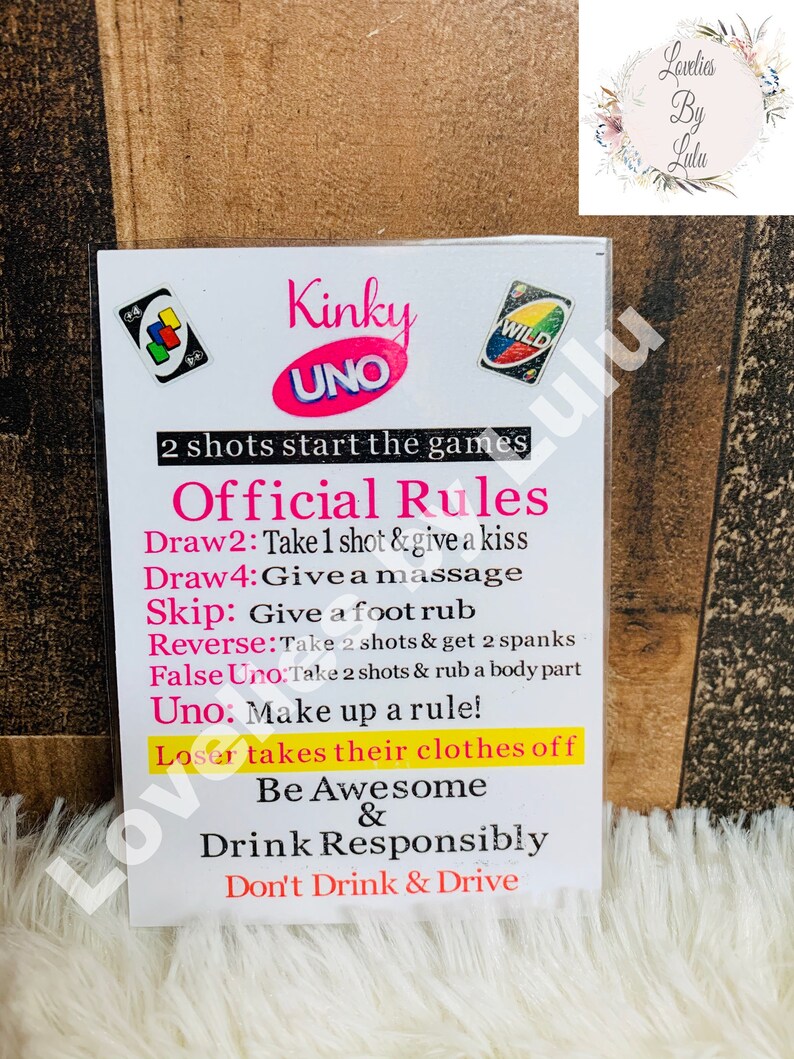 Lovelies
By
Lulu
Kinky
UNO
+4
+4
WILD
2 shots start the games
Official Rules
Draw2: Take 1 shot & give a kiss
Draw4: Give a massage
Skip: Give a foot rub
Reverse: Take 2 shots & get 2 spanks
False Uno: Take 2 shots & rub a body part
Uno: Make up a rule!
Loser takes their clothes off
Be Awesome
&
Drink Responsibly
Don't Drink & Drive
Lovelies by Lulu